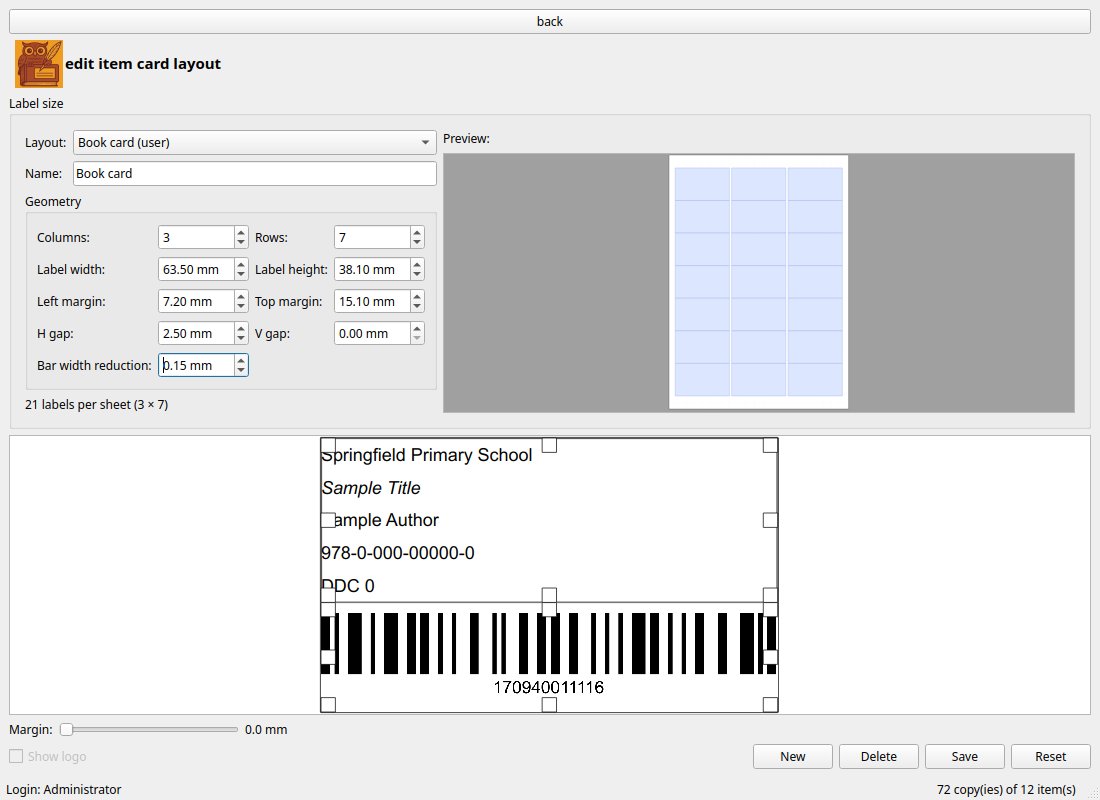 back
edit item card layout
Label size
Layout: Book card (user)
Name: Book card
Geometry
Columns: 3 Rows: 7
Label width: 63.50 mm Label height: 38.10 mm
Left margin: 7.20 mm Top margin: 15.10 mm
H gap: 2.50 mm V gap: 0.00 mm
Bar width reduction: 0.15 mm
21 labels per sheet (3 × 7)
Preview:
Springfield Primary School
Sample Title
Sample Author
978-0-000-00000-0
DDC 0
170940011116
Margin: 0.0 mm
Show logo
New Delete Save Reset
Login: Administrator 72 copy(ies) of 12 item(s)